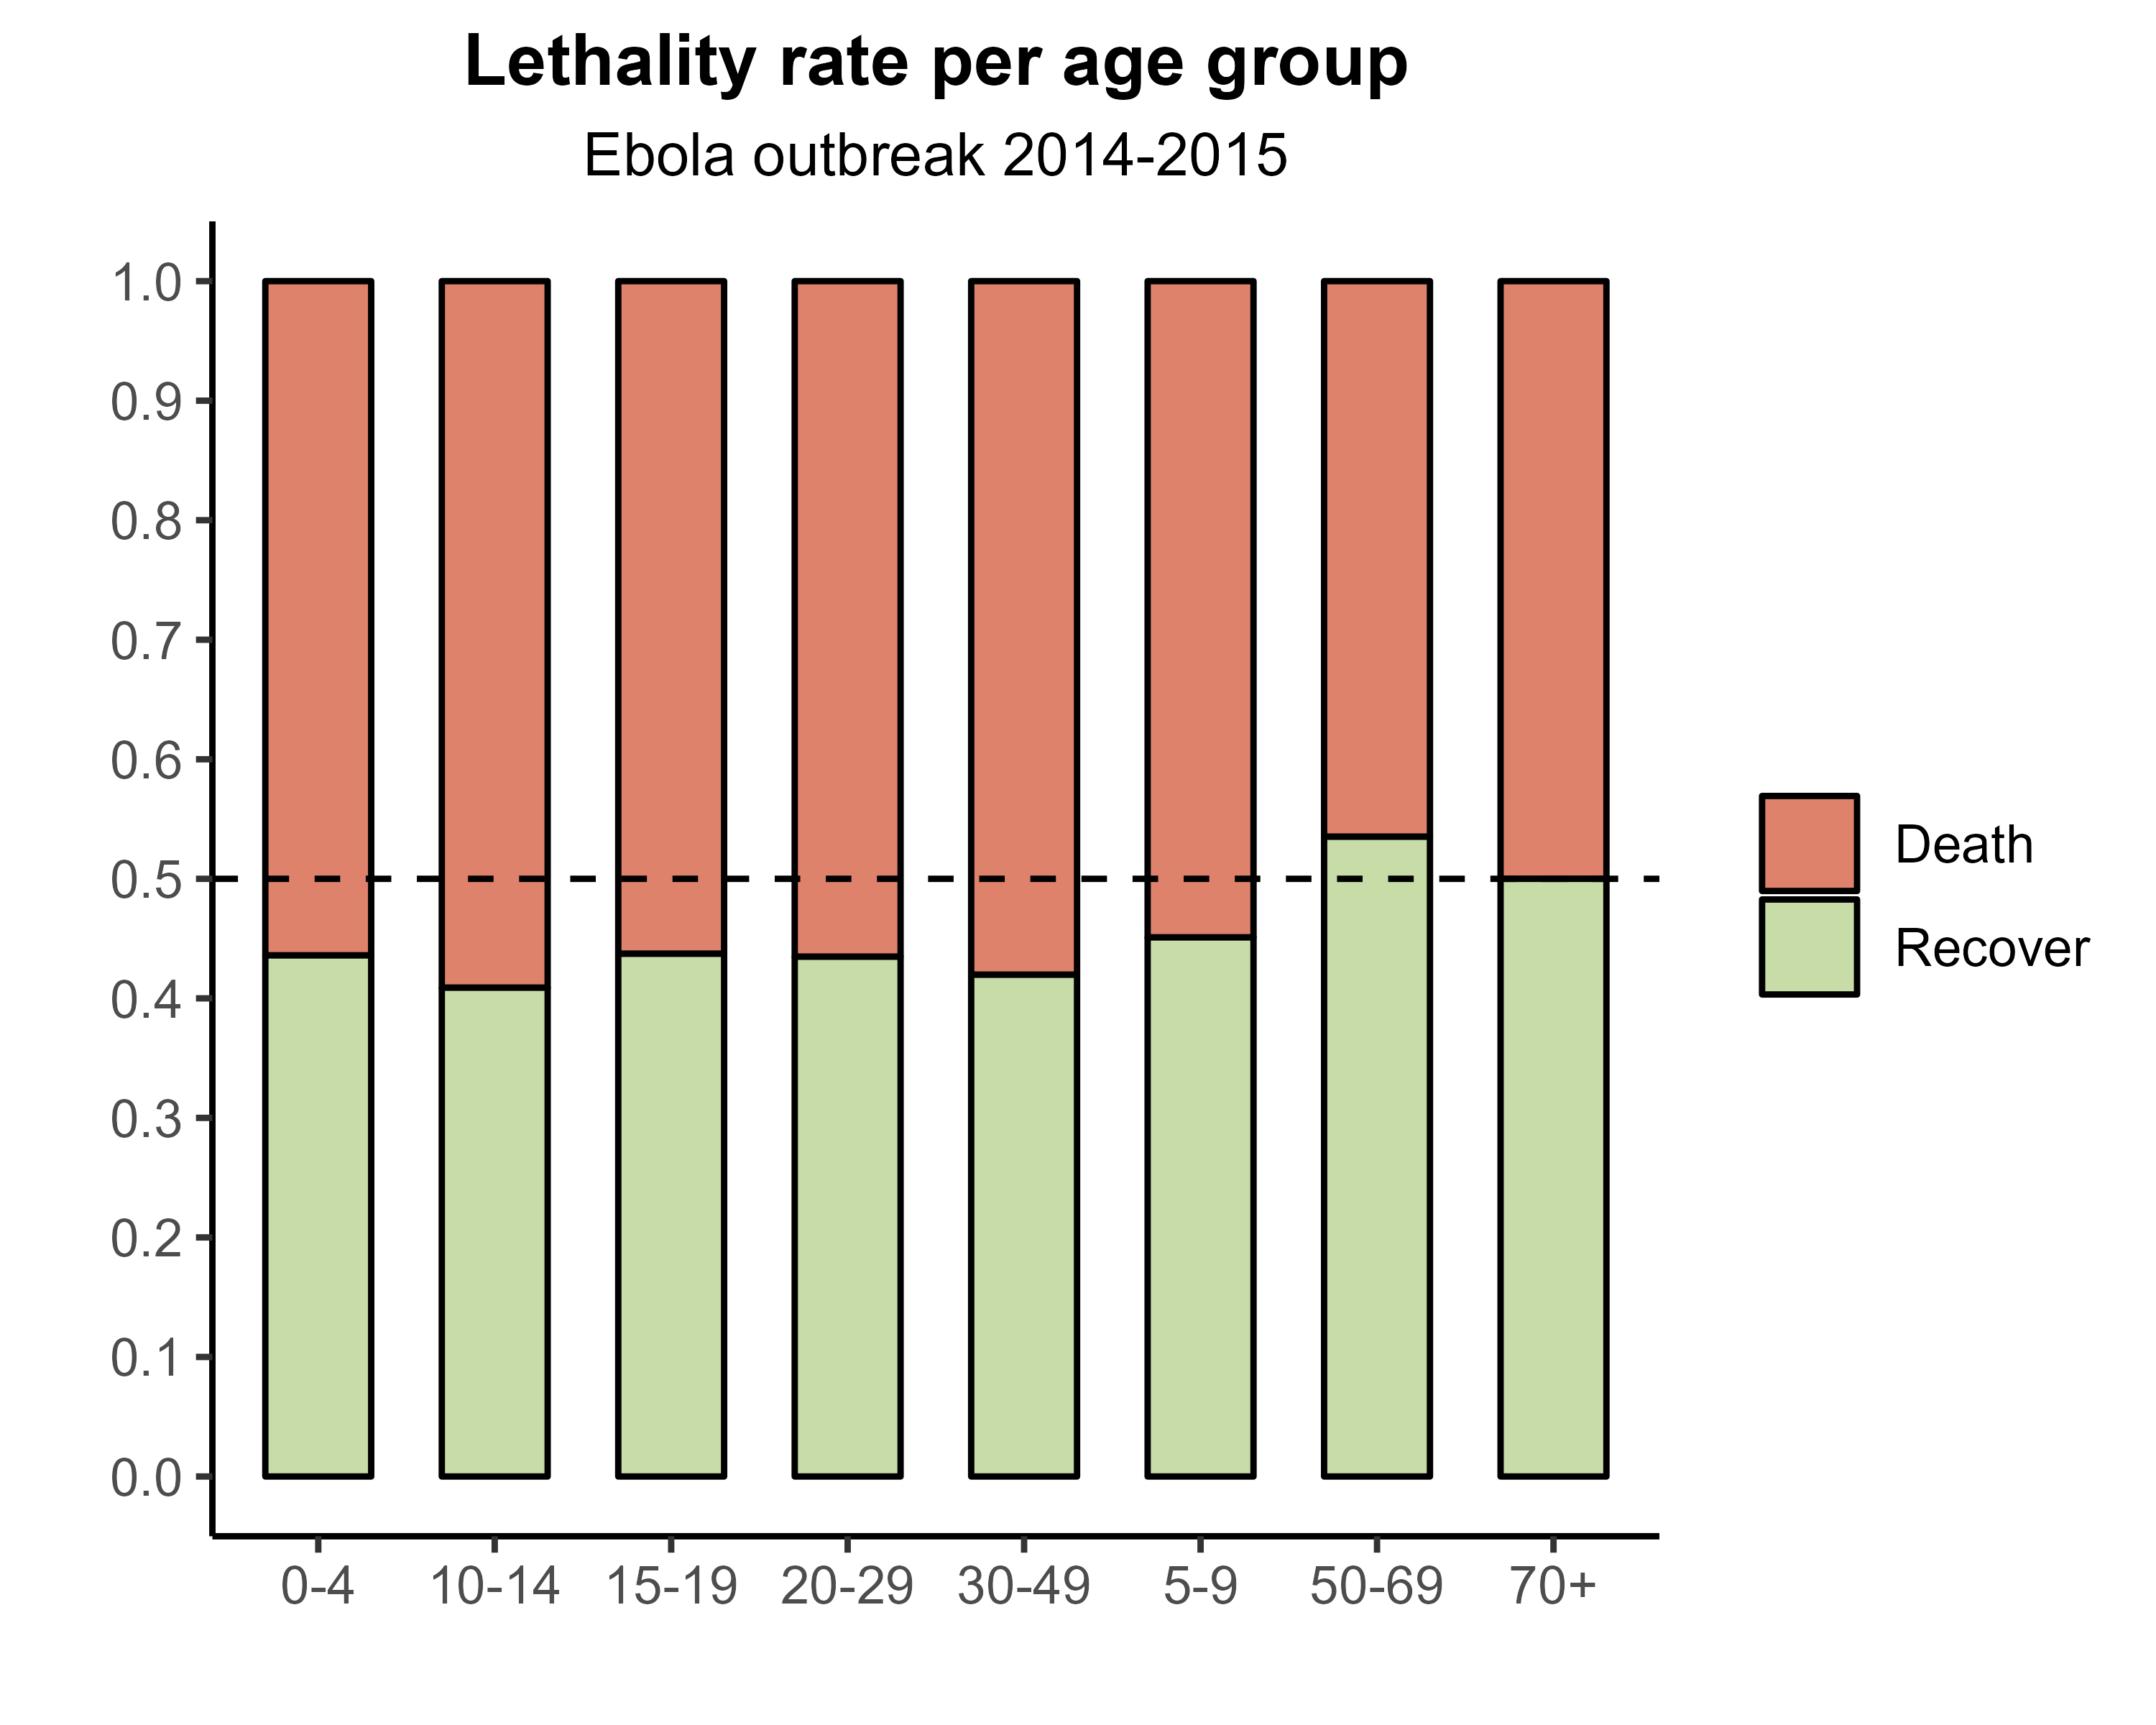 Lethality rate per age group
Ebola outbreak 2014-2015
1.0
0.9
0.8
0.7
0.6
0.5
0.4
0.3
0.2
0.1
0.0
0-4 10-14 15-19 20-29 30-49 5-9 50-69 70+
Death
Recover